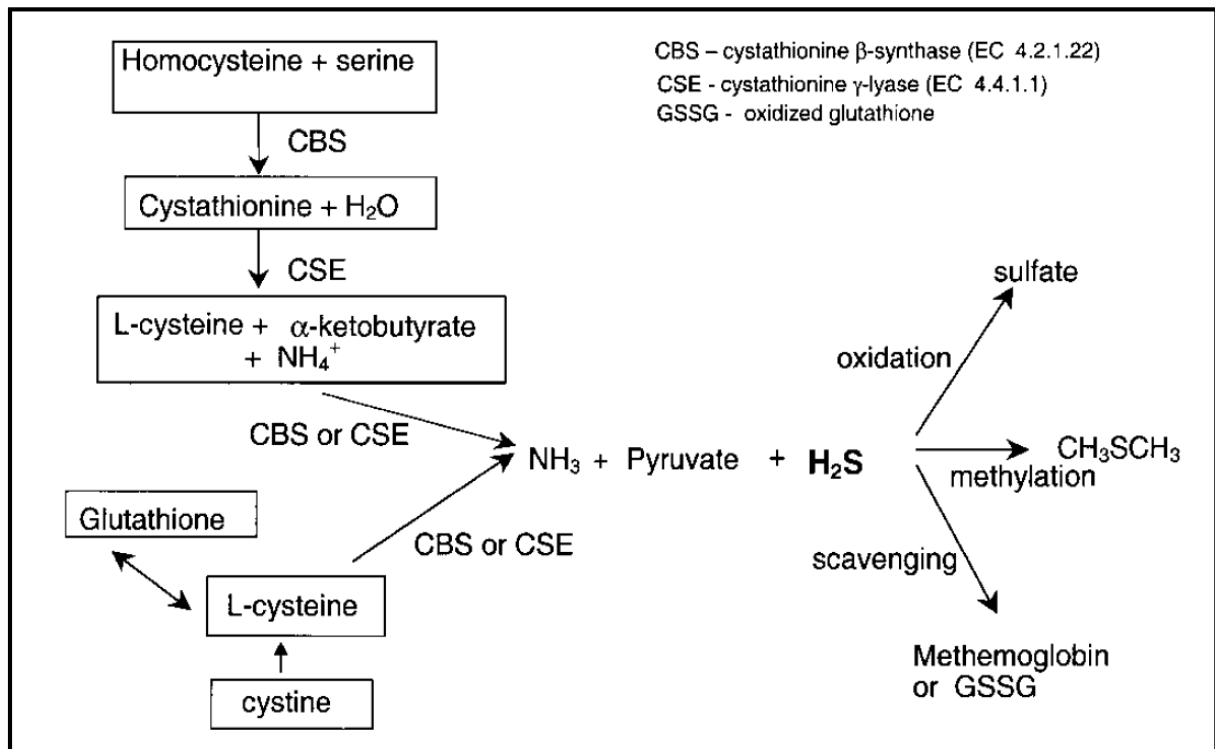 Homocysteine + serine
CBS – cystathionine β-synthase (EC 4.2.1.22)
CSE - cystathionine γ-lyase (EC 4.4.1.1)
GSSG - oxidized glutathione
CBS
Cystathionine + H₂O
CSE
L-cysteine + α-ketobutyrate
+ NH₄⁺
CBS or CSE
NH₃ + Pyruvate + H₂S
sulfate
oxidation
CH₃SCH₃
methylation
scavenging
Methemoglobin
or GSSG
Glutathione
CBS or CSE
L-cysteine
cystine